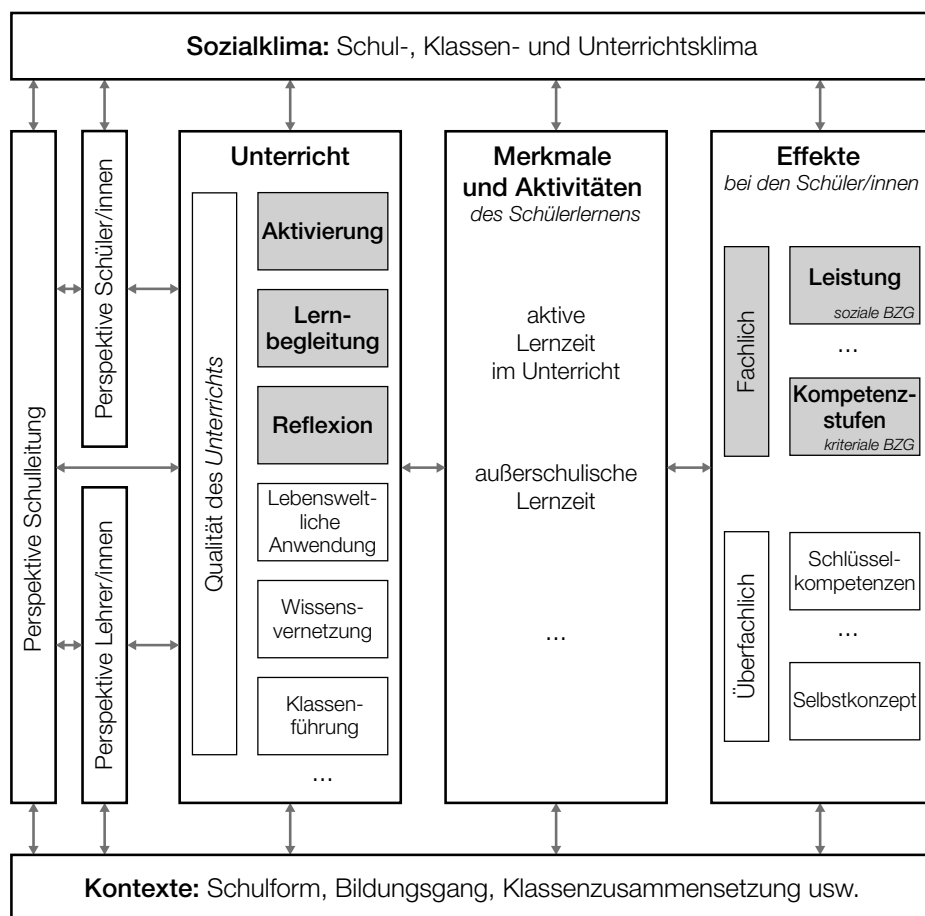 Sozialklima: Schul-, Klassen- und Unterrichtsklima
Perspektive Schulleitung
Perspektive Schüler/innen
Perspektive Lehrer/innen
Unterricht
Qualität des Unterrichts
Aktivierung
Lern-
begleitung
Reflexion
Lebenswelt-
liche
Anwendung
Wissens-
vernetzung
Klassen-
führung
...
Merkmale
und Aktivitäten
des Schülerlernens
aktive
Lernzeit
im Unterricht
außerschulische
Lernzeit
...
Effekte
bei den Schüler/innen
Fachlich
Leistung
soziale BZG
...
Kompetenz-
stufen
kriteriale BZG
Überfachlich
Schlüssel-
kompetenzen
...
Selbstkonzept
Kontexte: Schulform, Bildungsgang, Klassenzusammensetzung usw.